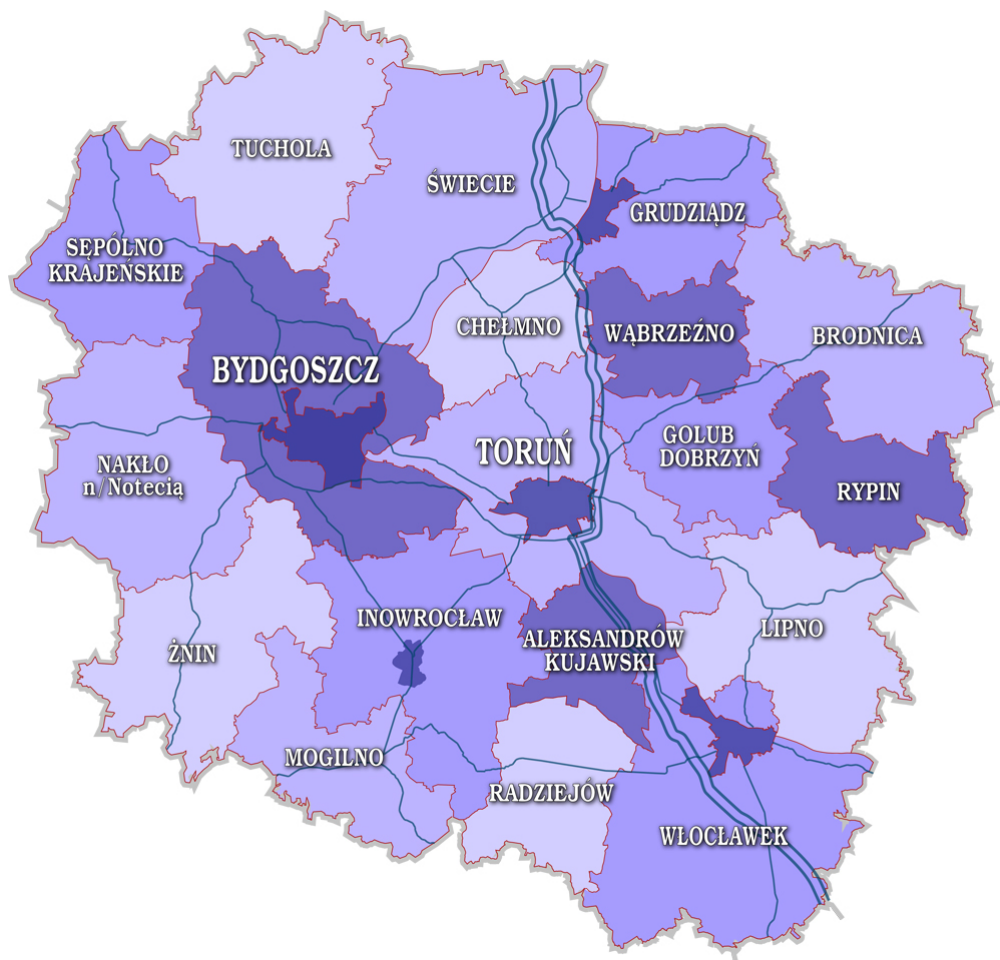 TUCHOLA
ŚWIECIE
GRUDZIĄDZ
SĘPÓLNO
KRAJEŃSKIE
CHEŁMNO
WĄBRZEŹNO
BRODNICA
BYDGOSZCZ
TORUŃ
GOLUB
DOBRZYŃ
NAKŁO
n/Notecią
RYPIN
INOWROCŁAW
ALEKSANDRÓW
KUJAWSKI
LIPNO
ŻNIN
MOGILNO
RADZIEJÓW
WŁOCŁAWEK